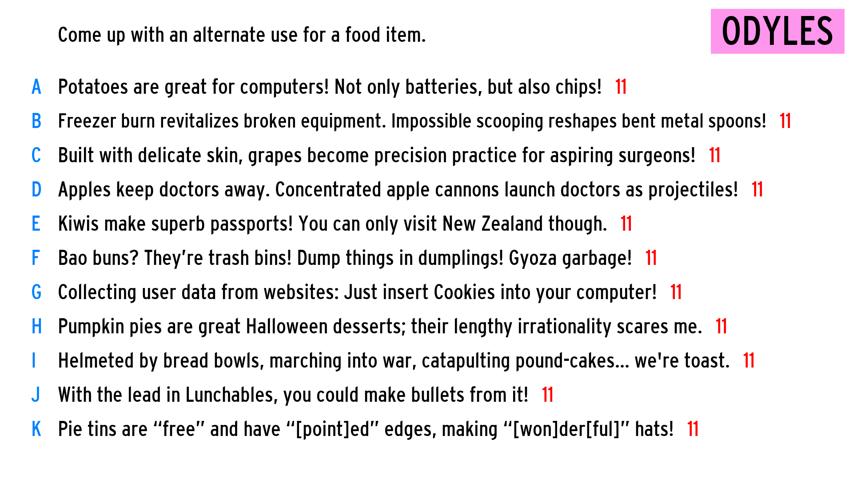 Come up with an alternate use for a food item.
ODYLES
A Potatoes are great for computers! Not only batteries, but also chips! 11
B Freezer burn revitalizes broken equipment. Impossible scooping reshapes bent metal spoons! 11
C Built with delicate skin, grapes become precision practice for aspiring surgeons! 11
D Apples keep doctors away. Concentrated apple cannons launch doctors as projectiles! 11
E Kiwis make superb passports! You can only visit New Zealand though. 11
F Bao buns? They’re trash bins! Dump things in dumplings! Gyoza garbage! 11
G Collecting user data from websites: Just insert Cookies into your computer! 11
H Pumpkin pies are great Halloween desserts; their lengthy irrationality scares me. 11
I Helmeted by bread bowls, marching into war, catapulting pound-cakes... we're toast. 11
J With the lead in Lunchables, you could make bullets from it! 11
K Pie tins are “free” and have “[point]ed” edges, making “[won]der[ful]” hats! 11